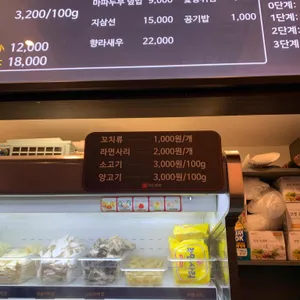 3,200/100g
마파두부 덮밥 9,000
지삼선 15,000 공기밥 1,000
향라새우 22,000
12,000
18,000
0단계:
1단계:
2단계:
3단계:
꼬치류 1,000원/개
라면사리 2,000원/개
소고기 3,000원/100g
양고기 3,000원/100g